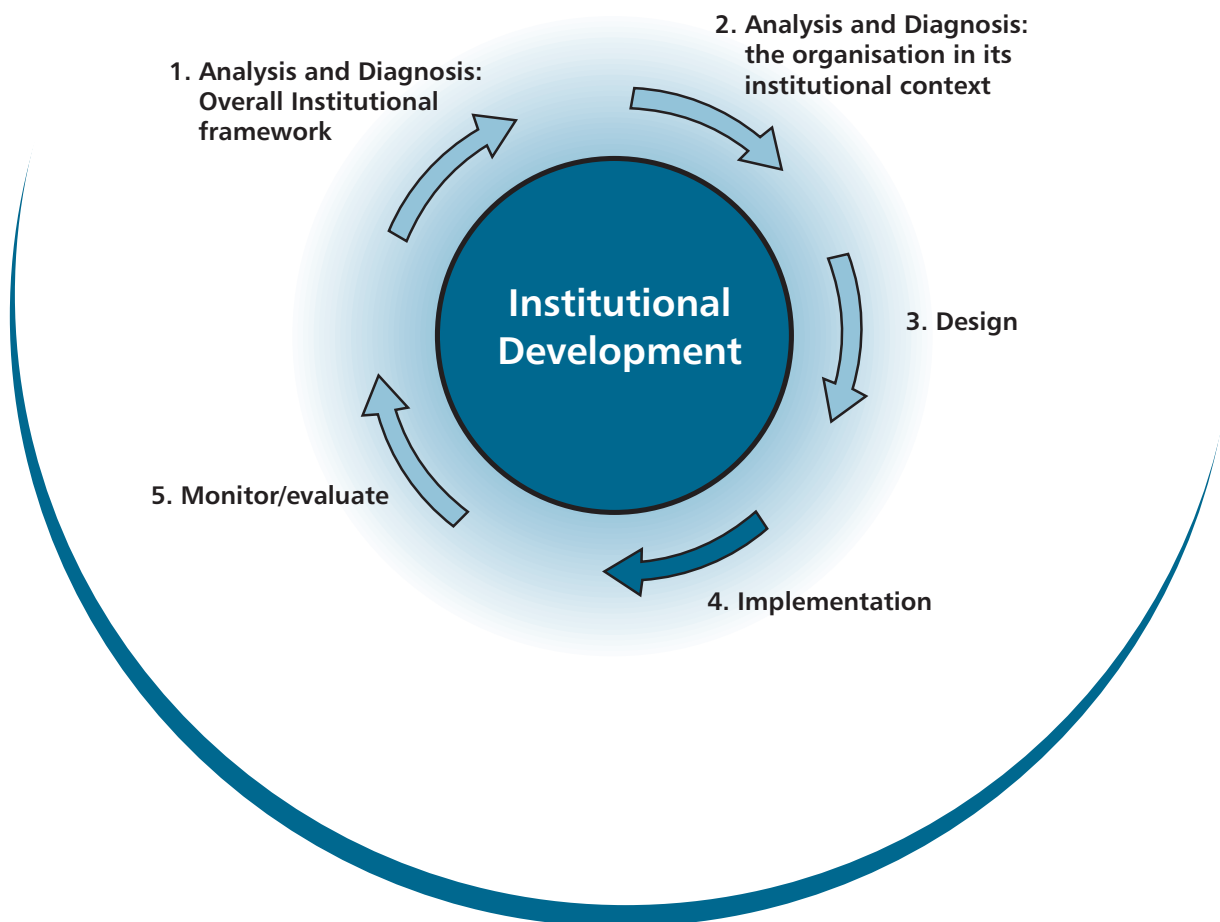 1. Analysis and Diagnosis:
Overall Institutional
framework
2. Analysis and Diagnosis:
the organisation in its
institutional context
3. Design
4. Implementation
5. Monitor/evaluate
Institutional
Development